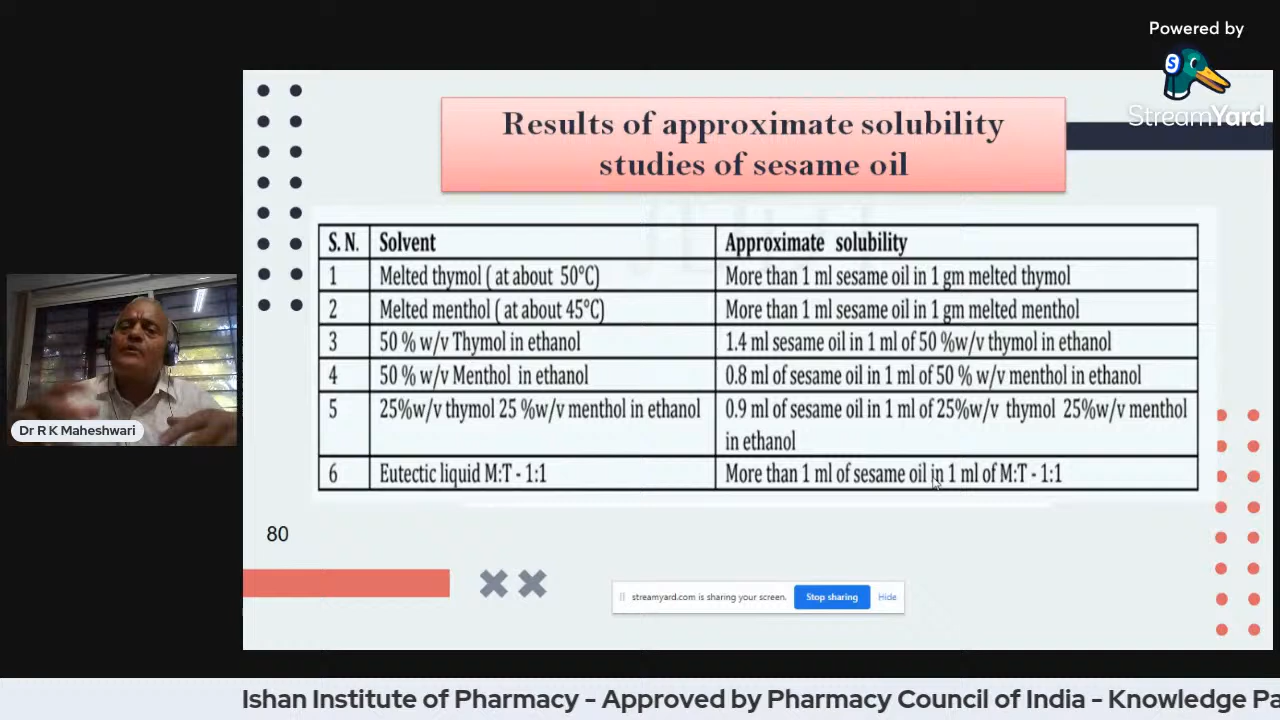 Powered by
StreamYard
Results of approximate solubility
studies of sesame oil
S. N. Solvent Approximate solubility
1 Melted thymol ( at about 50°C) More than 1 ml sesame oil in 1 gm melted thymol
2 Melted menthol ( at about 45°C) More than 1 ml sesame oil in 1 gm melted menthol
3 50 % w/v Thymol in ethanol 1.4 ml sesame oil in 1 ml of 50 %w/v thymol in ethanol
4 50 % w/v Menthol in ethanol 0.8 ml of sesame oil in 1 ml of 50 % w/v menthol in ethanol
5 25%w/v thymol 25 %w/v menthol in ethanol 0.9 ml of sesame oil in 1 ml of 25%w/v thymol 25%w/v menthol
in ethanol
6 Eutectic liquid M:T - 1:1 More than 1 ml of sesame oil in 1 ml of M:T - 1:1
Dr R K Maheshwari
80
streamyard.com is sharing your screen. Stop sharing Hide
Ishan Institute of Pharmacy - Approved by Pharmacy Council of India - Knowledge Pa